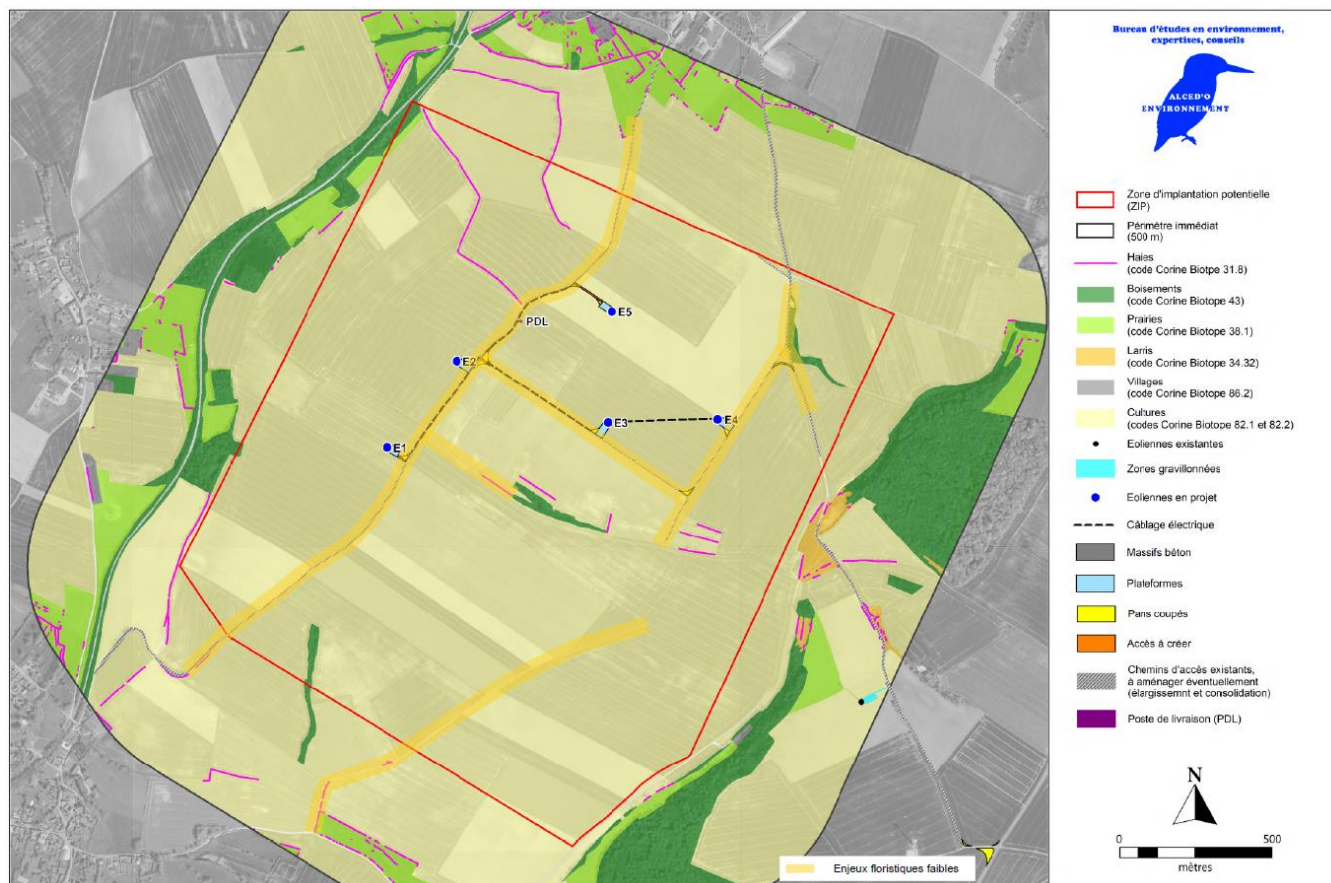 Bureau d'études en environnement,
expertises, conseils
ALCED'O
ENVIRONNEMENT
Zone d'implantation potentielle
(ZIP)
Périmètre immédiat
(500 m)
Haies
(code Corine Biotpe 31.8)
Boisements
(code Corine Biotope 43)
Prairies
(code Corine Biotope 38.1)
Larris
(code Corine Biotope 34.32)
Villages
(code Corine Biotope 86.2)
Cultures
(codes Corine Biotope 82.1 et 82.2)
Eoliennes existantes
Zones gravillonnées
Eoliennes en projet
Câblage électrique
Massifs béton
Plateformes
Pans coupés
Accès à créer
Chemins d'accès existants,
à aménager éventuellement
(élargissemnt et consolidation)
Poste de livraison (PDL)
N
0 500
mètres
E5
PDL
E2
E3
E4
E1
Enjeux floristiques faibles